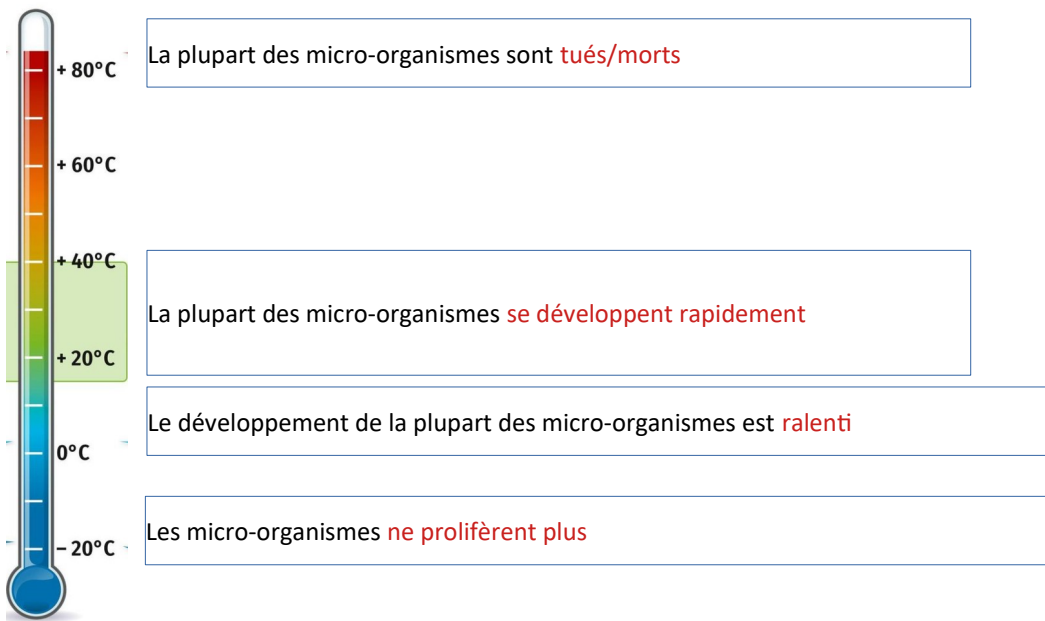 + 80°C
La plupart des micro-organismes sont tués/morts
+ 60°C
+ 40°C
La plupart des micro-organismes se développent rapidement
+ 20°C
Le développement de la plupart des micro-organismes est ralenti
0°C
Les micro-organismes ne prolifèrent plus
– 20°C